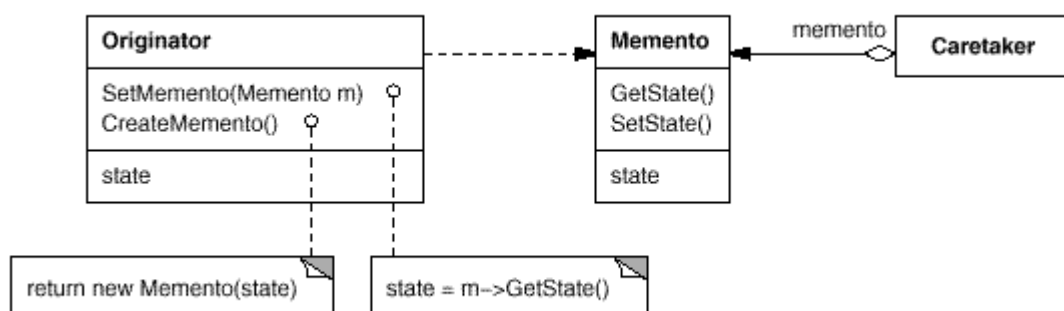 Originator
SetMemento(Memento m)
CreateMemento()
state
Memento
GetState()
SetState()
state
memento
Caretaker
return new Memento(state)
state = m->GetState()